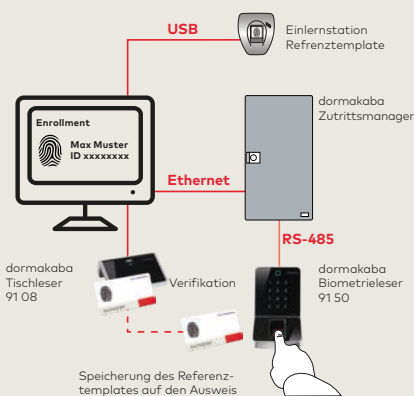 USB
Einlernstation
Refrenztemplate
Enrollment
Max Muster
ID xxxxxxxx
dormakaba
Zutrittsmanager
Ethernet
RS-485
dormakaba
Tischleser
91 08
Verifikation
dormakaba
Biometrieleser
91 50
Speicherung des Referenz-
templates auf den Ausweis